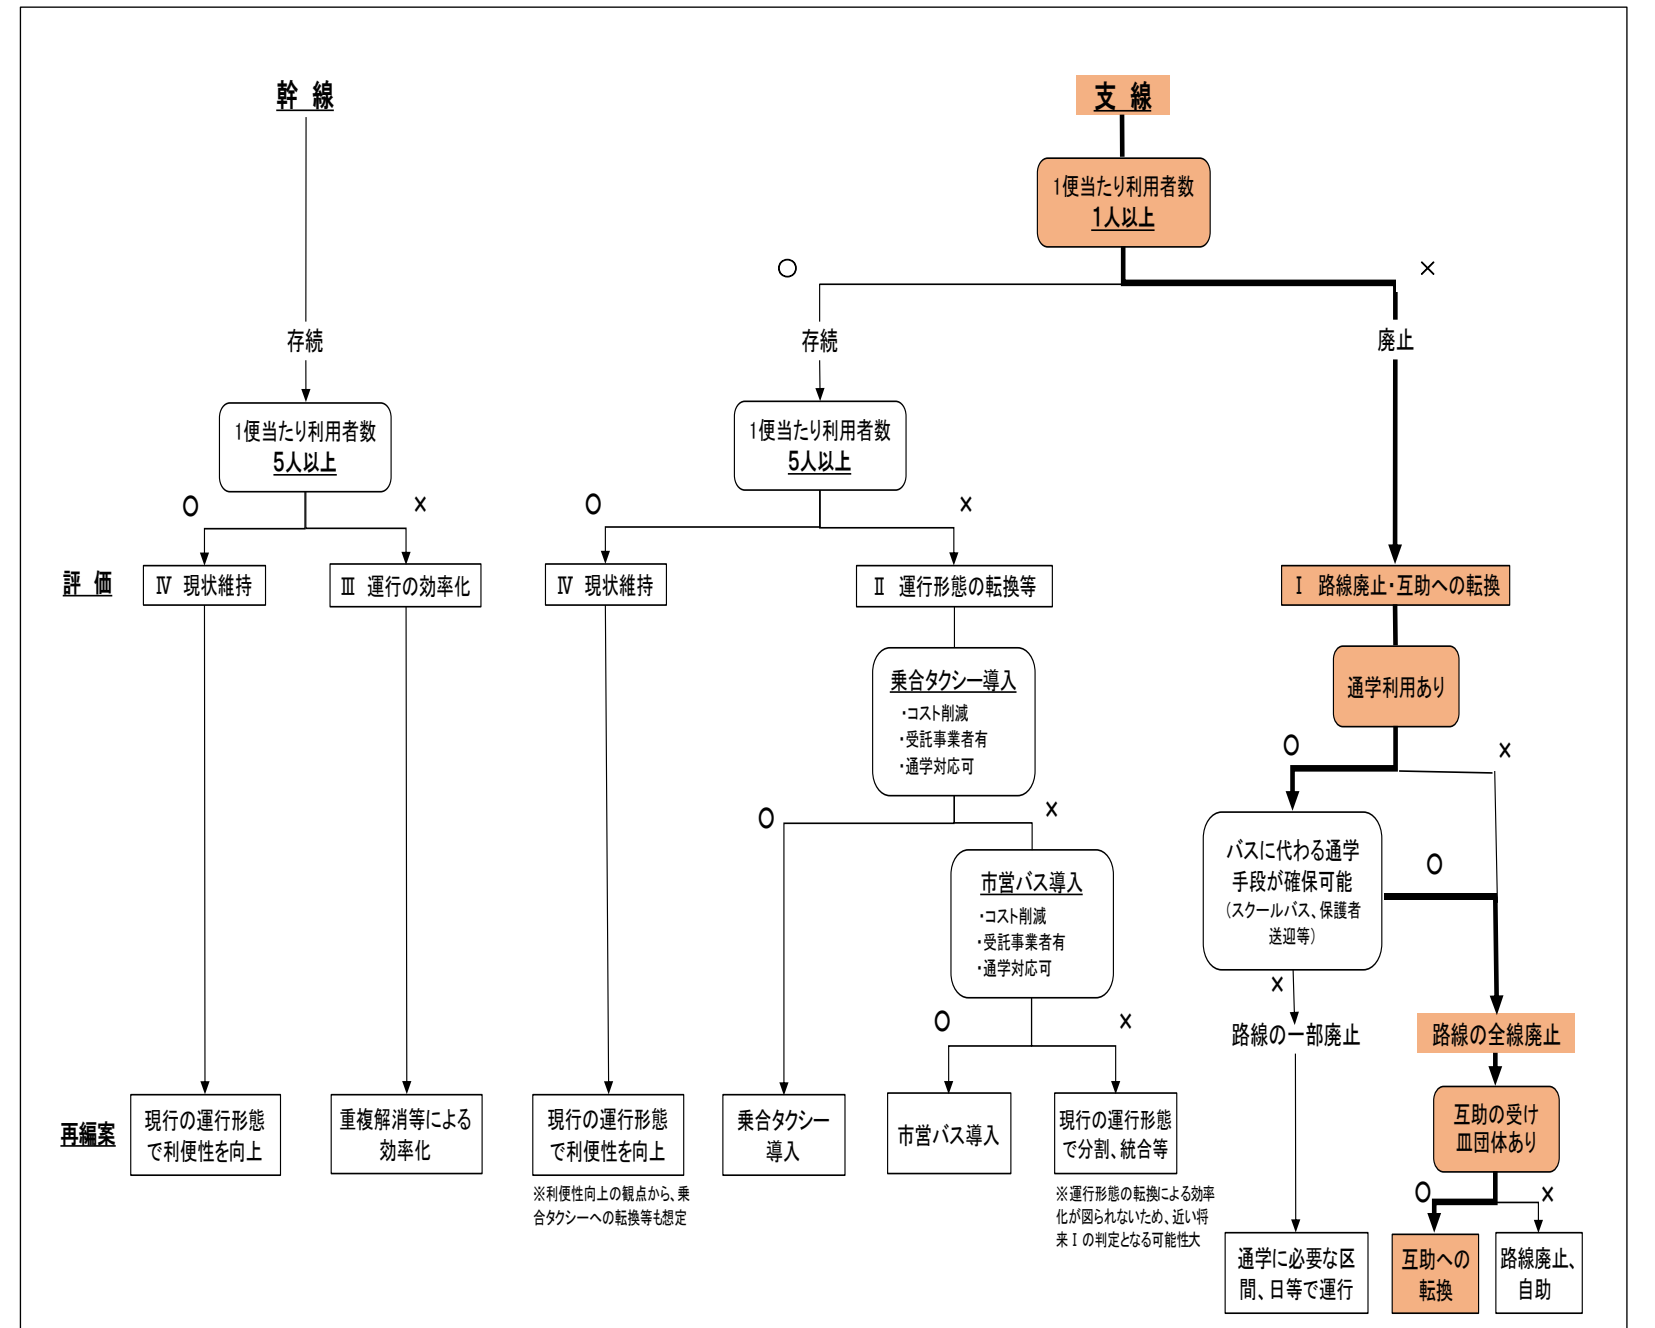 幹 線
支 線
1便当たり利用者数
1人以上
○
×
存続
存続
廃止
1便当たり利用者数
5人以上
1便当たり利用者数
5人以上
○
×
○
×
評 価
Ⅳ 現状維持
Ⅲ 運行の効率化
Ⅳ 現状維持
Ⅱ 運行形態の転換等
Ⅰ 路線廃止・互助への転換
乗合タクシー導入
・コスト削減
・受託事業者有
・通学対応可
通学利用あり
○
×
○
×
市営バス導入
・コスト削減
・受託事業者有
・通学対応可
バスに代わる通学
手段が確保可能
(スクールバス、保護者
送迎等)
○
×
○
×
路線の一部廃止
路線の全線廃止
再編案
現行の運行形態
で利便性を向上
重複解消等による
効率化
現行の運行形態
で利便性を向上
※利便性向上の観点から、乗
合タクシーへの転換等も想定
乗合タクシー
導入
市営バス導入
現行の運行形態
で分割、統合等
※運行形態の転換による効率
化が図られないため、近い将
来Ⅰの判定となる可能性大
互助の受け
皿団体あり
○
×
通学に必要な区
間、日等で運行
互助への
転換
路線廃止、
自助